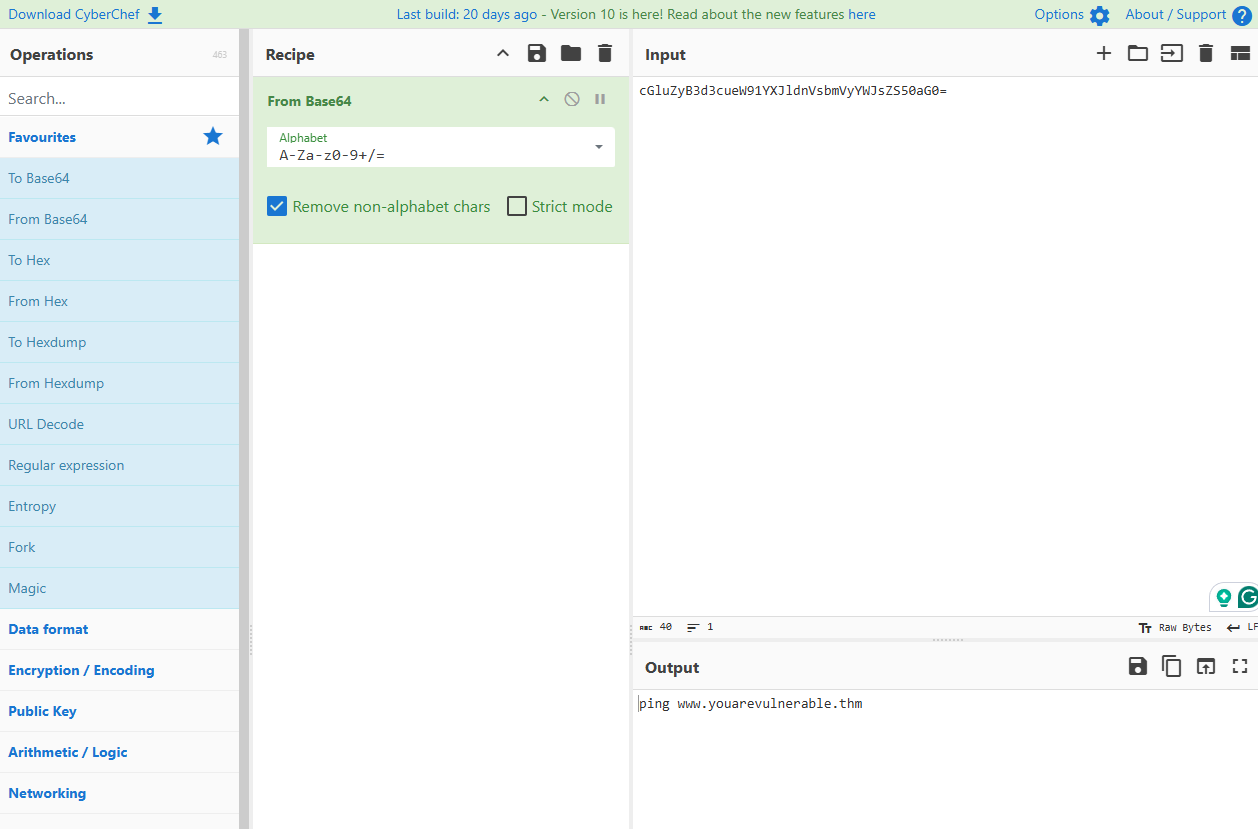 Download CyberChef
Last build: 20 days ago - Version 10 is here! Read about the new features here
Options
About / Support
Operations
463
Recipe
Input
Search...
Favourites
To Base64
From Base64
To Hex
From Hex
To Hexdump
From Hexdump
URL Decode
Regular expression
Entropy
Fork
Magic
Data format
Encryption / Encoding
Public Key
Arithmetic / Logic
Networking
From Base64
Alphabet
A-Za-z0-9+/=
Remove non-alphabet chars
Strict mode
cGluZyB3d3cueW91YXJldnVsbmVyYWJsZS50aG0=
ABC 40
1
Tт Raw Bytes
LF
Output
ping www.youarevulnerable.thm